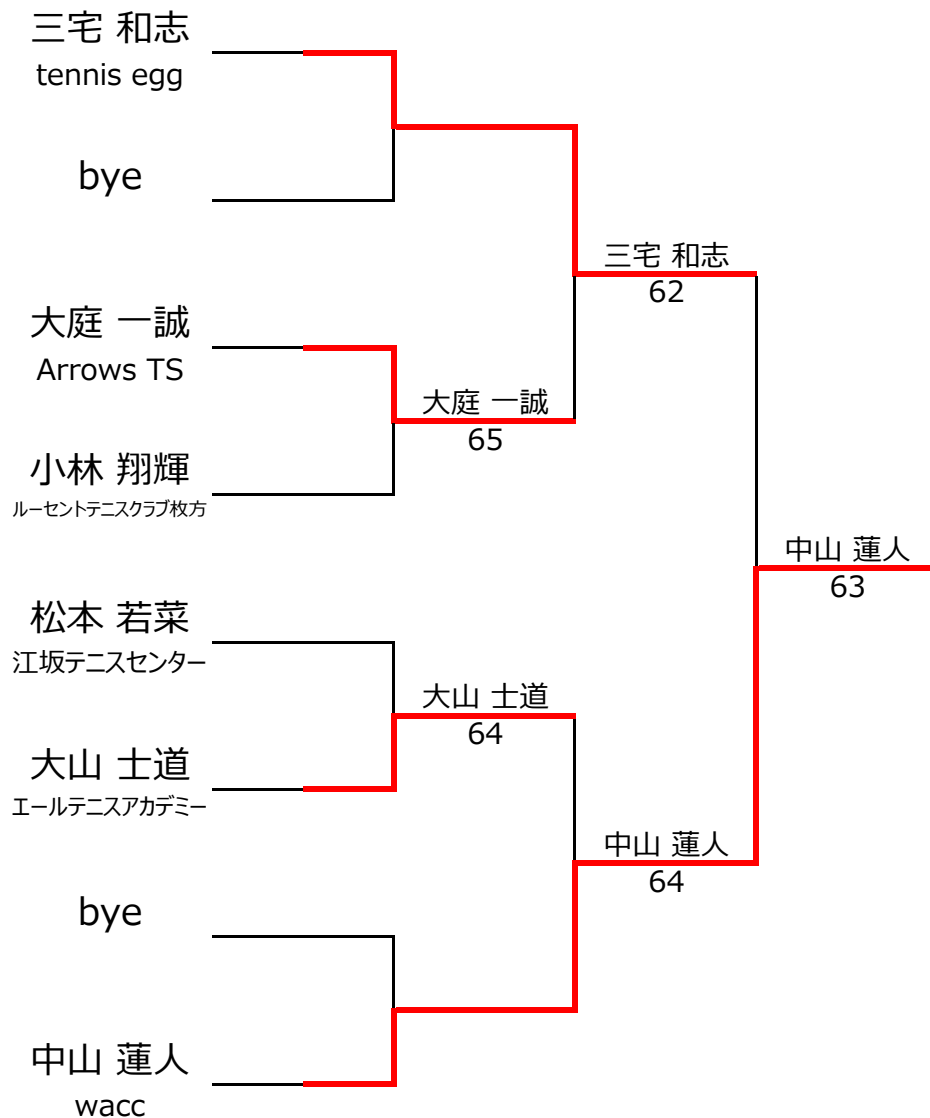 三宅 和志
tennis egg
bye
三宅 和志
62
大庭 一誠
Arrows TS
大庭 一誠
65
小林 翔輝
ルーセントテニスクラブ枚方
中山 蓮人
63
松本 若菜
江坂テニスセンター
大山 士道
64
大山 士道
エールテニスアカデミー
中山 蓮人
64
bye
中山 蓮人
wacc